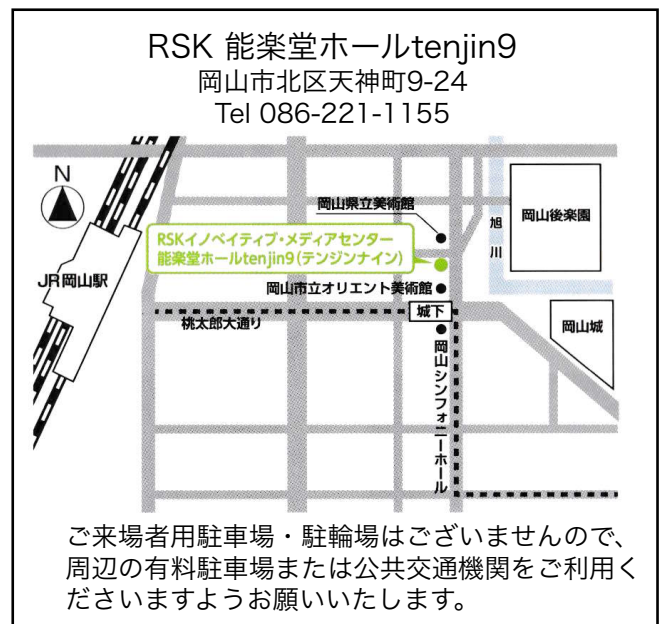 RSK 能楽堂ホールtenjin9
岡山市北区天神町9-24
Tel 086-221-1155
N
岡山県立美術館
旭川
岡山後楽園
RSKイノベイティブ・メディアセンター
能楽堂ホールtenjin9(テンジンナイン)
JR岡山駅
岡山市立オリエント美術館
城下
岡山城
桃太郎大通り
岡山シンフォニーホール
ご来場者用駐車場・駐輪場はございませんので、
周辺の有料駐車場または公共交通機関をご利用く
ださいますようお願いいたします。